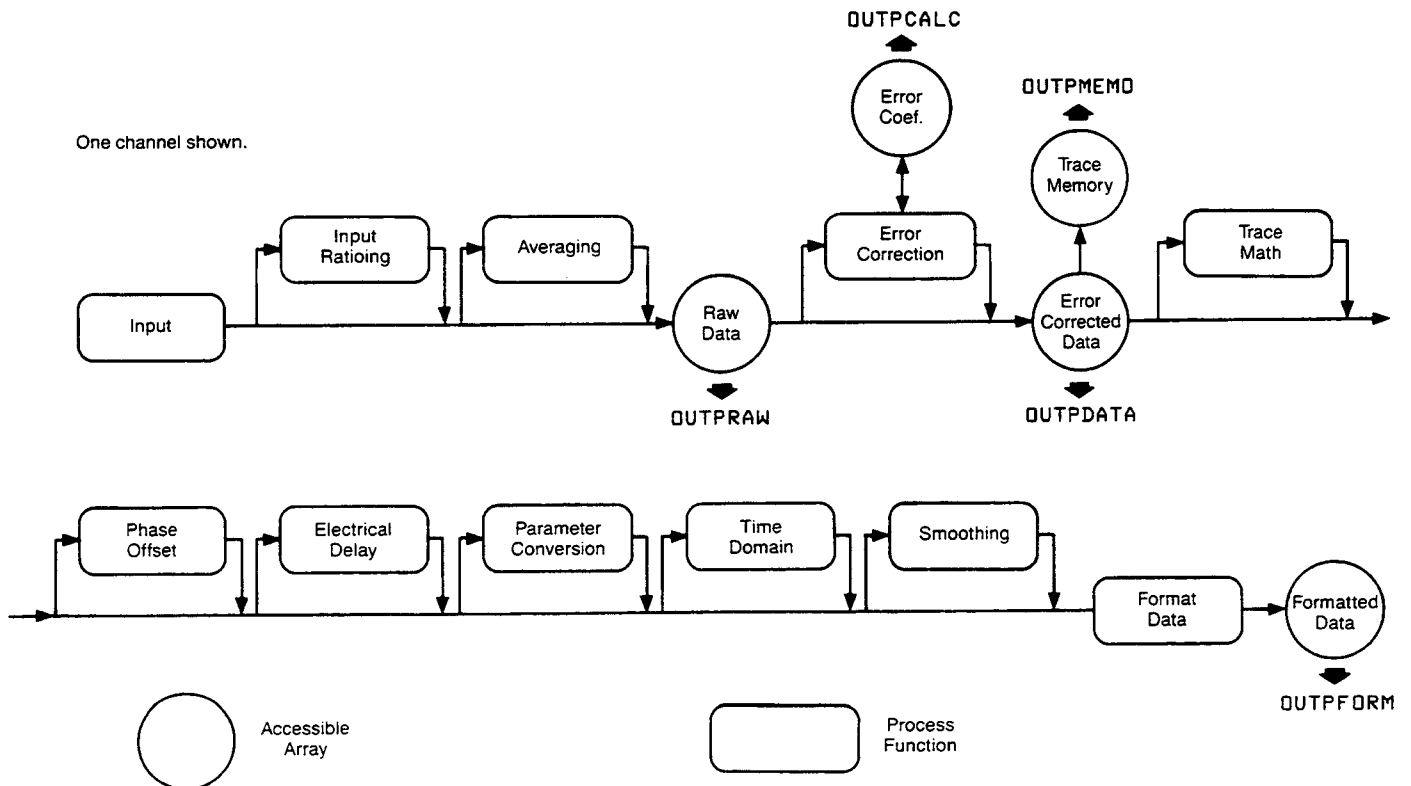 OUTPCALC
Error
Coef.
OUTPMEMO
Trace
Memory
One channel shown.
Input
Ratioing
Averaging
Error
Correction
Trace
Math
Input
Raw
Data
Error
Corrected
Data
OUTPRAW
OUTPDATA
Phase
Offset
Electrical
Delay
Parameter
Conversion
Time
Domain
Smoothing
Format
Data
Formatted
Data
OUTPFORM
Accessible
Array
Process
Function